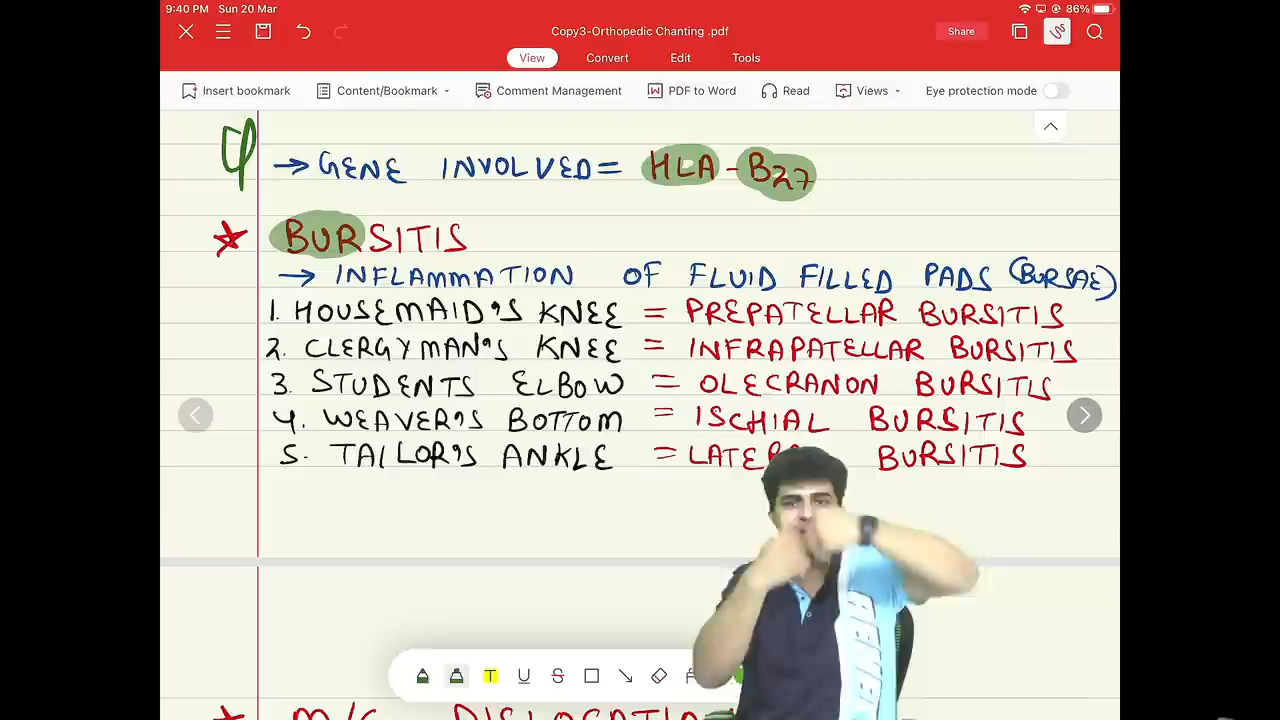 9:40 PM Sun 20 Mar
86%
Copy3-Orthopedic Chanting .pdf
Share
View Convert Edit Tools
Insert bookmark Content/Bookmark Comment Management PDF to Word Read Views Eye protection mode
→ GENE INVOLVED = HLA-B27
BURSITIS
→ INFLAMMATION OF FLUID FILLED PADS (BURSAE)
1. HOUSEMAID'S KNEE = PREPATELLAR BURSITIS
2. CLERGYMAN'S KNEE = INFRAPATELLAR BURSITIS
3. STUDENTS ELBOW = OLECRANON BURSITIS
4. WEAVER'S BOTTOM = ISCHIAL BURSITIS
5. TAILOR'S ANKLE = BURSITIS
T U S